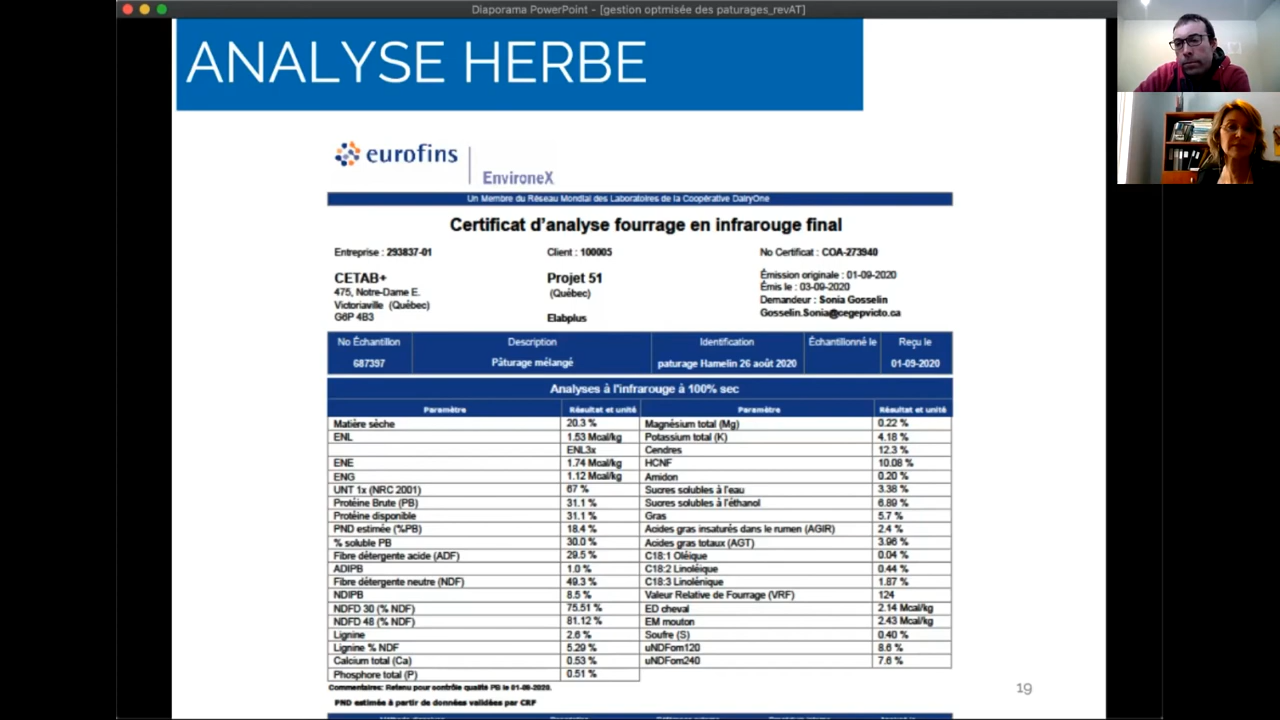 Diaporama PowerPoint - [gestion optmisée des paturages_revAT]
ANALYSE HERBE
eurofins
EnvironeX
Un Membre du Réseau Mondial des Laboratoires de la Coopérative DairyOne
Certificat d'analyse fourrage en infrarouge final
Entreprise : 293837-01 Client : 100005 No Certificat : COA-273940
CETAB+ Projet 51 Émission originale : 01-09-2020
475, Notre-Dame E. (Québec) Émis le : 03-09-2020
Victoriaville (Québec) Demandeur : Sonia Gosselin
G6P 4B3 Elabplus Gosselin.Sonia@cegepvicto.ca
No Échantillon Description Identification Échantillonné le Reçu le
687397 Pâturage mélangé paturage Hamelin 26 août 2020 01-09-2020
Analyses à l'infrarouge à 100% sec
Paramètre Résultat et unité Paramètre Résultat et unité
Matière sèche 20.3 % Magnésium total (Mg) 0.22 %
ENL 1.53 Mcal/kg Potassium total (K) 4.18 %
ENL3x Cendres 12.3 %
ENE 1.74 Mcal/kg HCNF 10.08 %
ENG 1.12 Mcal/kg Amidon 0.20 %
UNT 1x (NRC 2001) 67 % Sucres solubles à l'eau 3.38 %
Protéine Brute (PB) 31.1 % Sucres solubles à l'éthanol 6.89 %
Protéine disponible 31.1 % Gras 5.7 %
PND estimée (%PB) 18.4 % Acides gras insaturés dans le rumen (AGIR) 2.4 %
% soluble PB 30.0 % Acides gras totaux (AGT) 3.96 %
Fibre détergente acide (ADF) 29.5 % C18:1 Oléique 0.04 %
ADIPB 1.0 % C18:2 Linoléique 0.44 %
Fibre détergente neutre (NDF) 49.3 % C18:3 Linolénique 1.87 %
NDIPB 8.5 % Valeur Relative de Fourrage (VRF) 124
NDFD 30 (% NDF) 75.51 % ED cheval 2.14 Mcal/kg
NDFD 48 (% NDF) 81.12 % EM mouton 2.43 Mcal/kg
Lignine 2.6 % Soufre (S) 0.40 %
Lignine % NDF 5.29 % uNDFom120 8.6 %
Calcium total (Ca) 0.53 % uNDFom240 7.6 %
Phosphore total (P) 0.51 %
Commentaires: Retenu pour contrôle qualité PB le 01-09-2020.
PND estimée à partir de données validées par CRF
19